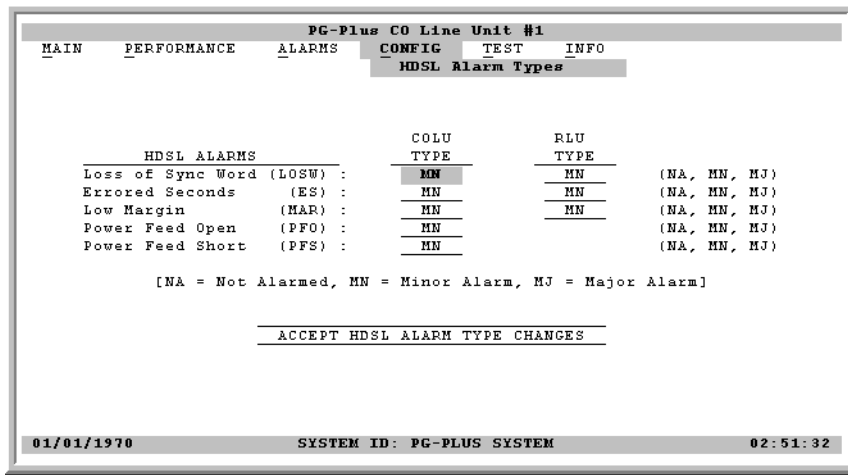 PG-Plus CO Line Unit #1
MAIN PERFORMANCE ALARMS CONFIG TEST INFO
HDSL Alarm Types
COLU RLU
HDSL ALARMS TYPE TYPE
Loss of Sync Word (LOSW) : MN MN (NA, MN, MJ)
Errored Seconds (ES) : MN MN (NA, MN, MJ)
Low Margin (MAR) : MN MN (NA, MN, MJ)
Power Feed Open (PFO) : MN (NA, MN, MJ)
Power Feed Short (PFS) : MN (NA, MN, MJ)
[NA = Not Alarmed, MN = Minor Alarm, MJ = Major Alarm]
ACCEPT HDSL ALARM TYPE CHANGES
01/01/1970 SYSTEM ID: PG-PLUS SYSTEM 02:51:32